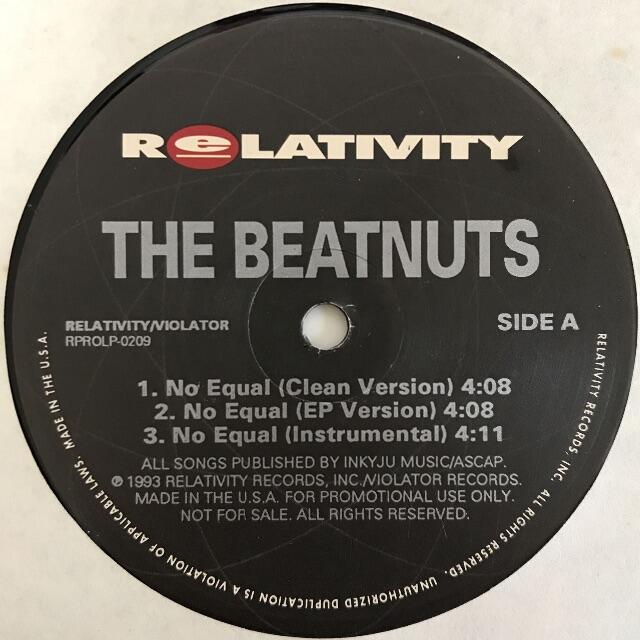 RELATIVITY
THE BEATNUTS
RELATIVITY/VIOLATOR
RPROLP-0209
SIDE A
1. No Equal (Clean Version) 4:08
2. No Equal (EP Version) 4:08
3. No Equal (Instrumental) 4:11
ALL SONGS PUBLISHED BY INKYJU MUSIC/ASCAP.
℗ 1993 RELATIVITY RECORDS, INC./VIOLATOR RECORDS.
MADE IN THE U.S.A. FOR PROMOTIONAL USE ONLY.
NOT FOR SALE. ALL RIGHTS RESERVED.
RELATIVITY RECORDS, INC. ALL RIGHTS RESERVED. UNAUTHORIZED DUPLICATION IS A VIOLATION OF APPLICABLE LAWS. MADE IN THE U.S.A.